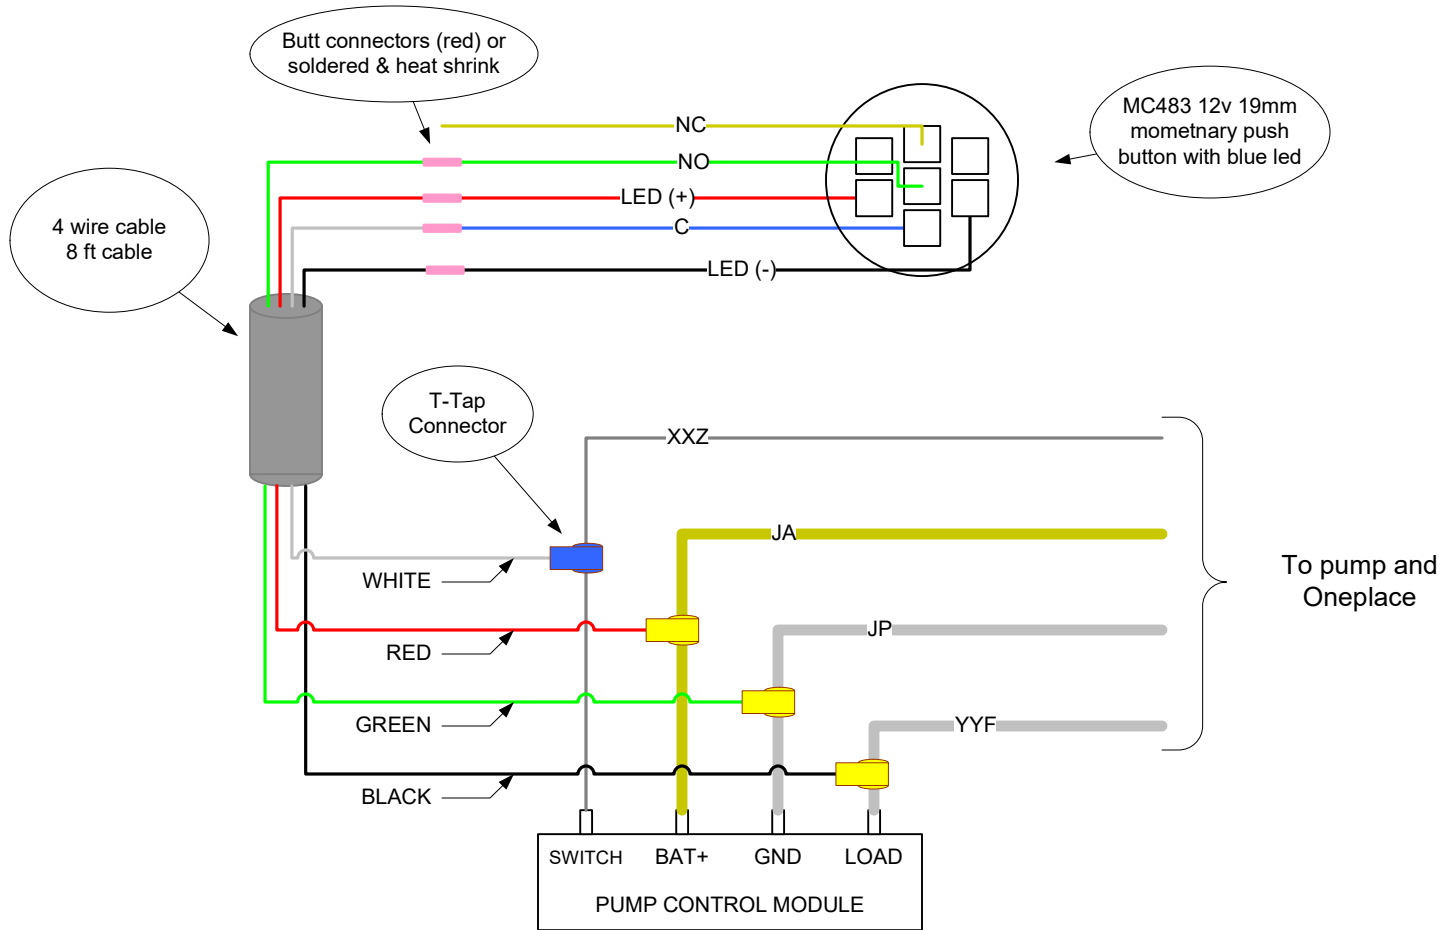 Butt connectors (red) or
soldered & heat shrink
MC483 12v 19mm
mometnary push
button with blue led
NC
NO
LED (+)
C
LED (-)
4 wire cable
8 ft cable
T-Tap
Connector
XXZ
JA
JP
YYF
To pump and
Oneplace
WHITE
RED
GREEN
BLACK
SWITCH BAT+ GND LOAD
PUMP CONTROL MODULE